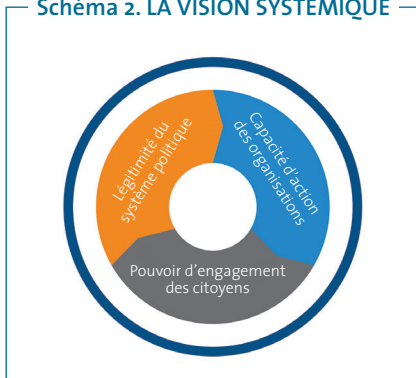 Schéma 2. LA VISION SYSTÉMIQUE
Légitimité du
système politique
Capacité d'action
des organisations
Pouvoir d'engagement
des citoyens